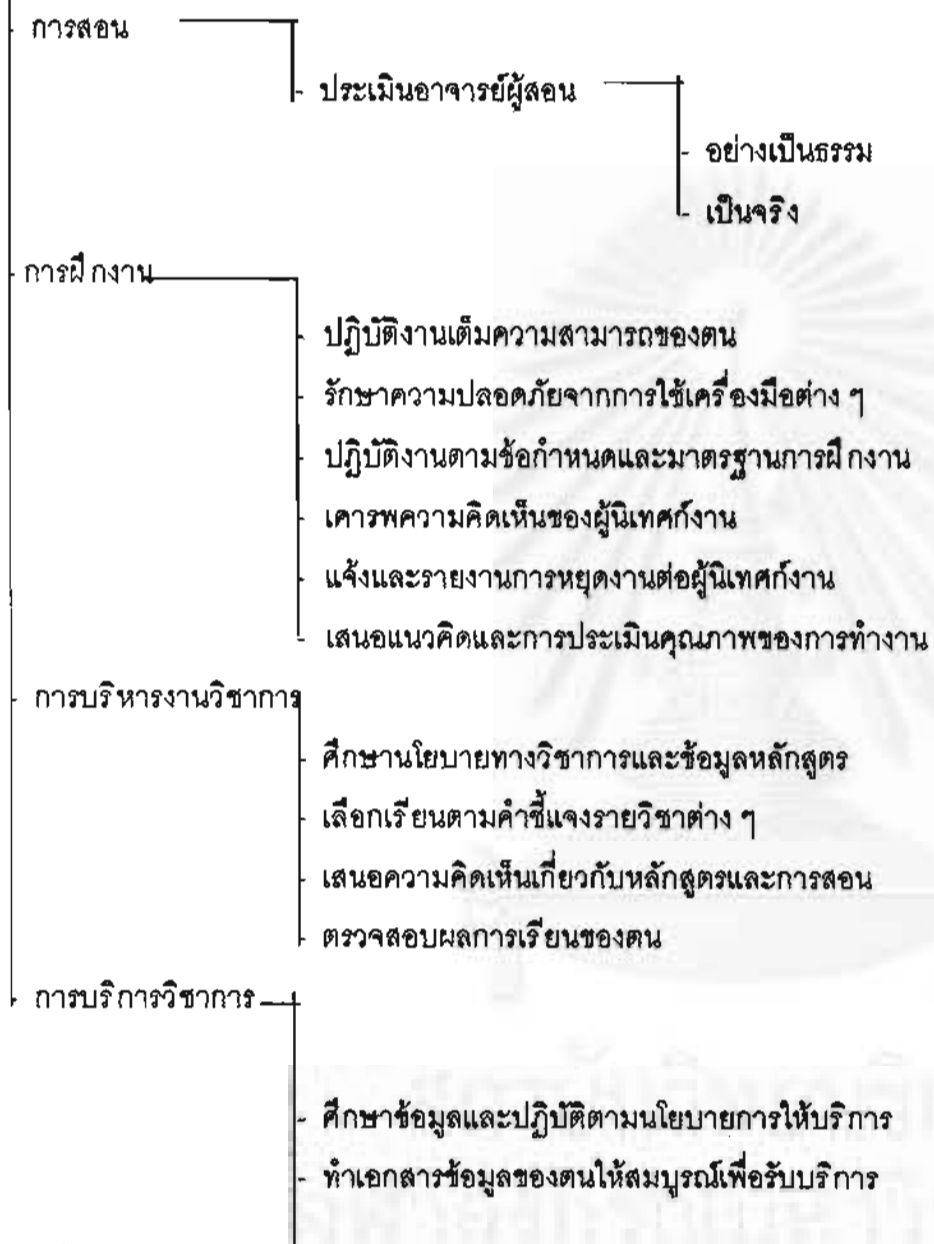 การสอน
- ประเมินอาจารย์ผู้สอน
- อย่างเป็นธรรม
- เป็นจริง
- การฝึกงาน
- ปฏิบัติงานเต็มความสามารถของตน
- รักษาความปลอดภัยจากการใช้เครื่องมือต่าง ๆ
- ปฏิบัติงานตามข้อกำหนดและมาตรฐานการฝึกงาน
- เคารพความคิดเห็นของผู้นิเทศก์งาน
- แจ้งและรายงานการหยุดงานต่อผู้นิเทศก์งาน
- เสนอแนวคิดและการประเมินคุณภาพของการทำงาน
- การบริหารงานวิชาการ
- ศึกษานโยบายทางวิชาการและข้อมูลหลักสูตร
- เลือกเรียนตามคำชี้แจงรายวิชาต่าง ๆ
- เสนอความคิดเห็นเกี่ยวกับหลักสูตรและการสอน
- ตรวจสอบผลการเรียนของตน
- การบริการวิชาการ
- ศึกษาข้อมูลและปฏิบัติตามนโยบายการให้บริการ
- ทำเอกสารข้อมูลของตนให้สมบูรณ์เพื่อรับบริการ